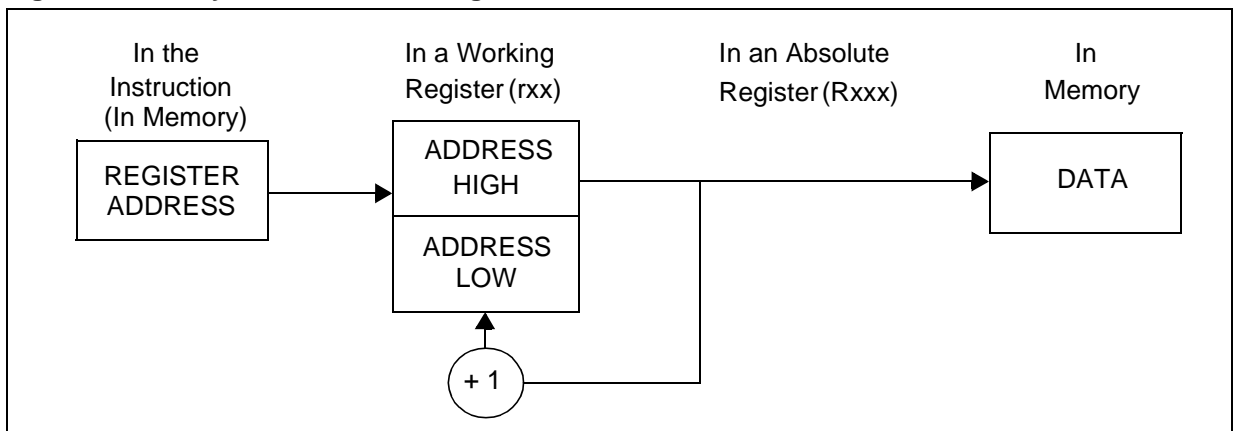 In the
Instruction
(In Memory)
In a Working
Register (rxx)
In an Absolute
Register (Rxxx)
In
Memory
REGISTER
ADDRESS
ADDRESS
HIGH
ADDRESS
LOW
DATA
+ 1